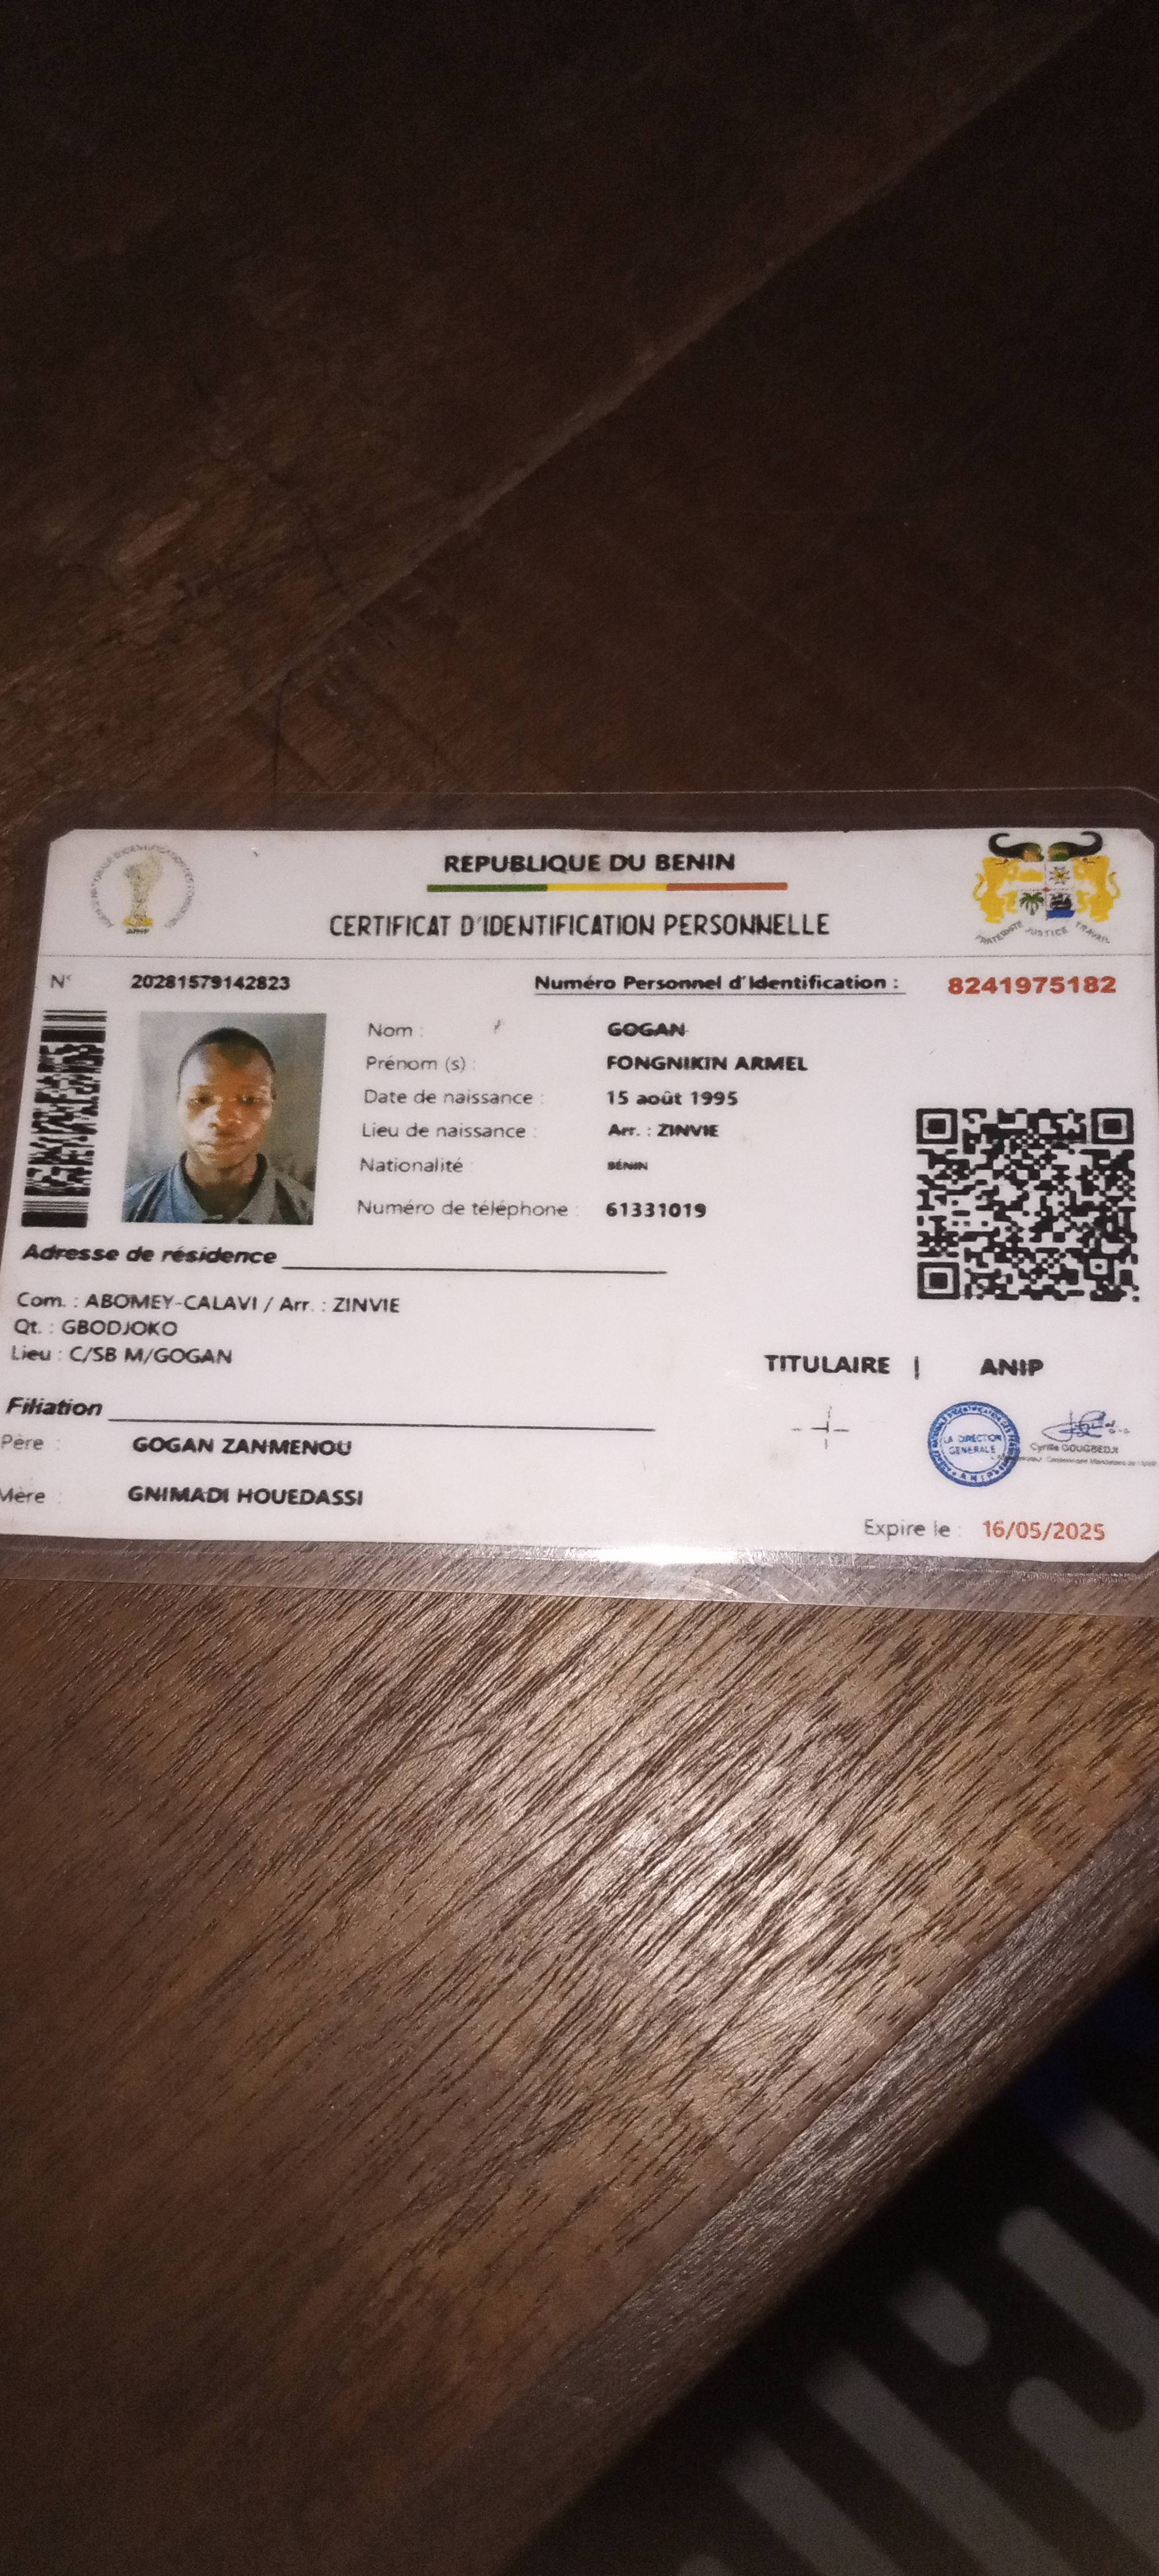 REPUBLIQUE DU BENIN
CERTIFICAT D'IDENTIFICATION PERSONNELLE
N° 20281579142823 Numéro Personnel d'Identification : 8241975182
Nom : GOGAN
Prénom (s) : FONGNIKIN ARMEL
Date de naissance : 15 août 1995
Lieu de naissance : Arr. : ZINVIE
Nationalité : BÉNIN
Numéro de téléphone : 61331019
Adresse de résidence
Com. : ABOMEY-CALAVI / Arr. : ZINVIE
Qt. : GBODJOKO
Lieu : C/SB M/GOGAN
TITULAIRE | ANIP
Filiation
Père : GOGAN ZANMENOU
Mère : GNIMADI HOUEDASSI
LA DIRECTION
GENERALE
ANIP
Cyrille GOUGBEDJI
Expire le : 16/05/2025
FRATERNITE JUSTICE TRAVAIL
ANIP